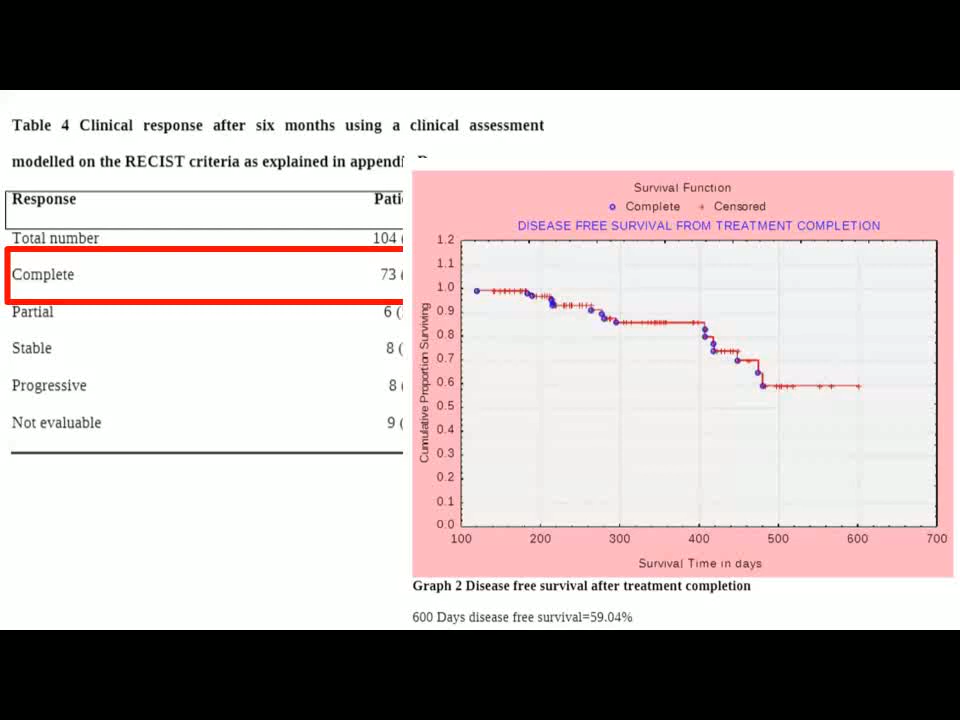 Table 4 Clinical response after six months using a clinical assessment
modelled on the RECIST criteria as explained in
Response
Total number 104 (
Complete 73 (
Partial 6 (
Stable 8 (
Progressive 8 (
Not evaluable 9 (
Survival Function
Complete Censored
DISEASE FREE SURVIVAL FROM TREATMENT COMPLETION
Cumulative Proportion Surviving
1.2
1.1
1.0
0.9
0.8
0.7
0.6
0.5
0.4
0.3
0.2
0.1
0.0
100 200 300 400 500 600 700
Survival Time in days
Graph 2 Disease free survival after treatment completion
600 Days disease free survival=59.04%